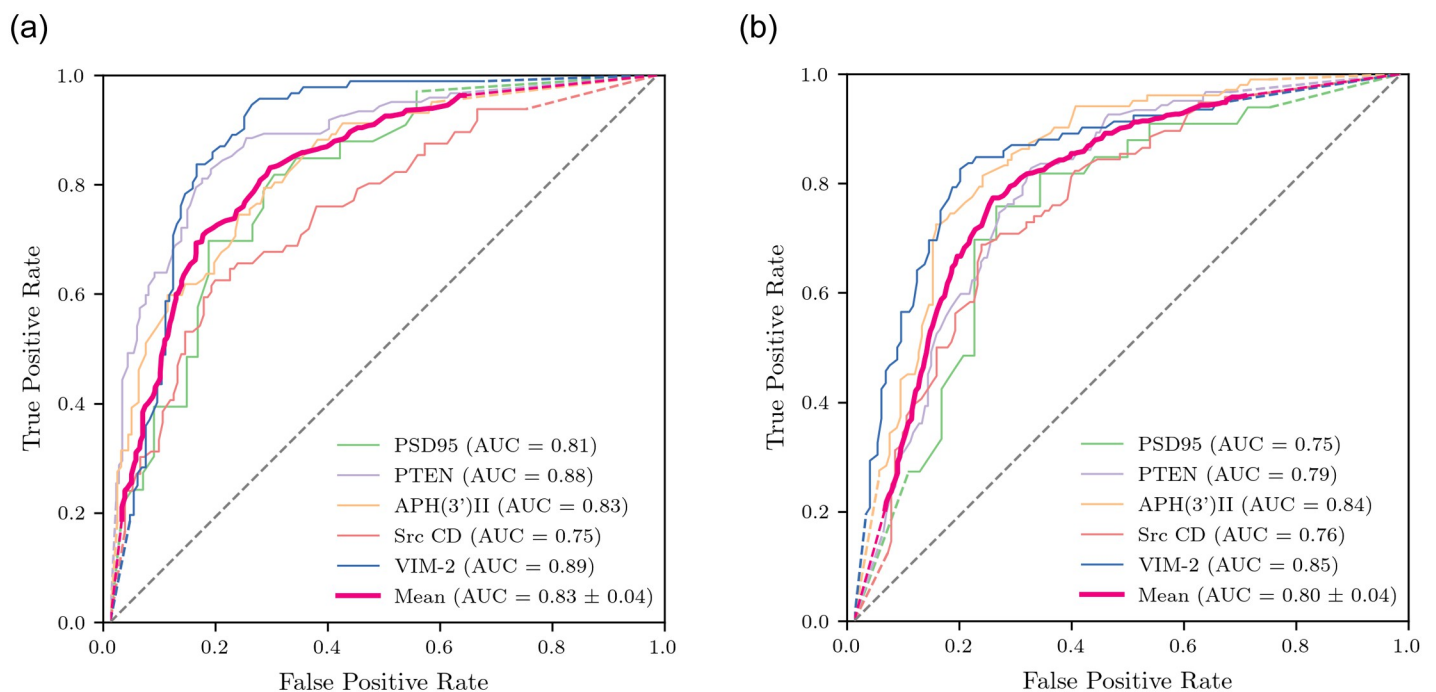 (a)
1.0
0.8
0.6
0.4
0.2
0.0
True Positive Rate
0.0 0.2 0.4 0.6 0.8 1.0
False Positive Rate
PSD95 (AUC = 0.81)
PTEN (AUC = 0.88)
APH(3’)II (AUC = 0.83)
Src CD (AUC = 0.75)
VIM-2 (AUC = 0.89)
Mean (AUC = 0.83 ± 0.04)
(b)
1.0
0.8
0.6
0.4
0.2
0.0
True Positive Rate
0.0 0.2 0.4 0.6 0.8 1.0
False Positive Rate
PSD95 (AUC = 0.75)
PTEN (AUC = 0.79)
APH(3’)II (AUC = 0.84)
Src CD (AUC = 0.76)
VIM-2 (AUC = 0.85)
Mean (AUC = 0.80 ± 0.04)